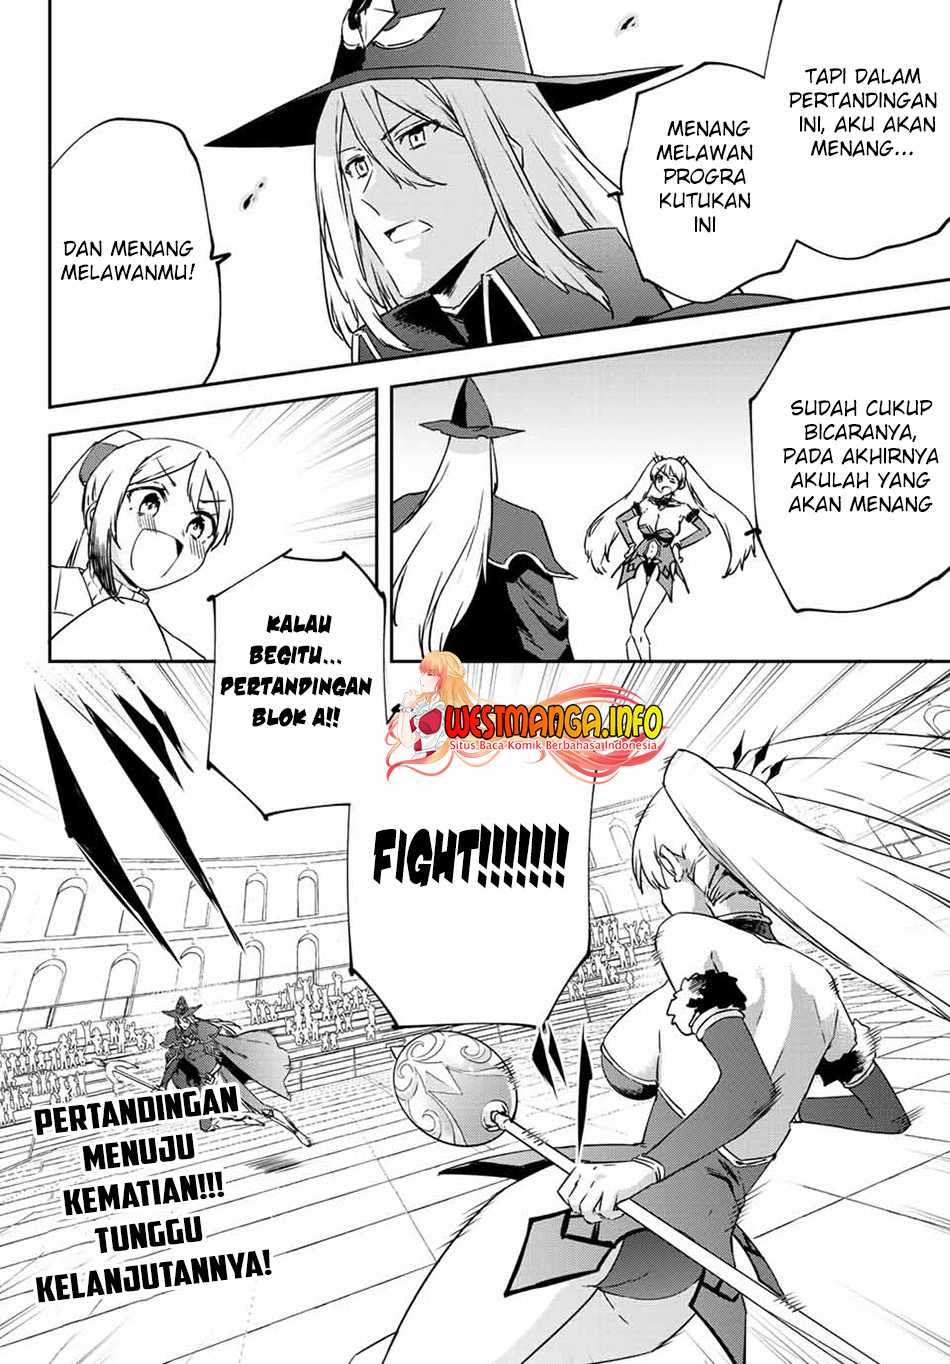 TAPI DALAM
PERTANDINGAN
INI, AKU AKAN
MENANG...
MENANG
MELAWAN
PROGRA
KUTUKAN
INI
DAN MENANG
MELAWANMU!
SUDAH CUKUP
BICARANYA,
PADA AKHIRNYA
AKULAH YANG
AKAN MENANG
KALAU
BEGITU...
PERTANDINGAN
BLOK A!!
WESTMANGA.INFO
Situs Baca Komik Berbahasa Indonesia
FIGHT!!!!!!!
PERTANDINGAN
MENUJU
KEMATIAN!!!
TUNGGU
KELANJUTANNYA!